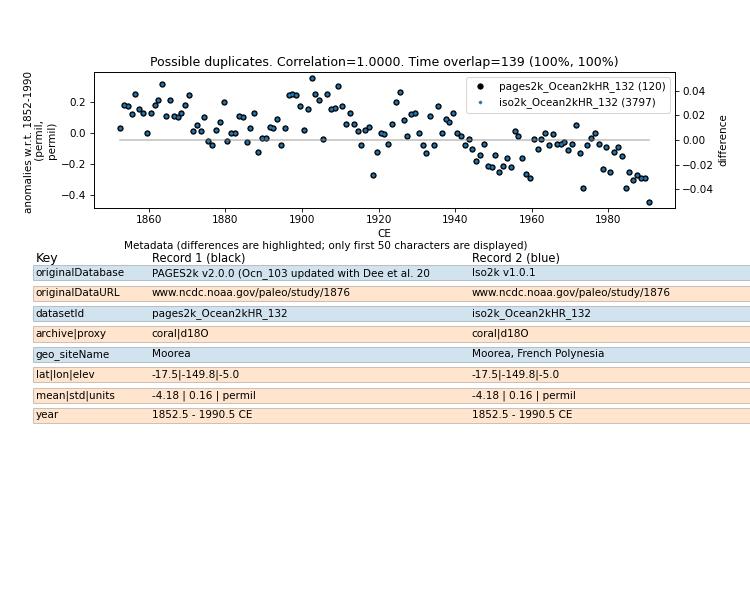 Possible duplicates. Correlation=1.0000. Time overlap=139 (100%, 100%)
anomalies w.r.t. 1852-1990
(permil,
permil)
0.2
0.0
−0.2
−0.4
pages2k_Ocean2kHR_132 (120)
iso2k_Ocean2kHR_132 (3797)
0.04
0.02
0.00
−0.02
−0.04
difference
1860 1880 1900 1920 1940 1960 1980
CE
Metadata (differences are highlighted; only first 50 characters are displayed)
Key Record 1 (black) Record 2 (blue)
originalDatabase PAGES2k v2.0.0 (Ocn_103 updated with Dee et al. 20 Iso2k v1.0.1
originalDataURL www.ncdc.noaa.gov/paleo/study/1876 www.ncdc.noaa.gov/paleo/study/1876
datasetId pages2k_Ocean2kHR_132 iso2k_Ocean2kHR_132
archive|proxy coral|d18O coral|d18O
geo_siteName Moorea Moorea, French Polynesia
lat|lon|elev -17.5|-149.8|-5.0 -17.5|-149.8|-5.0
mean|std|units -4.18 | 0.16 | permil -4.18 | 0.16 | permil
year 1852.5 - 1990.5 CE 1852.5 - 1990.5 CE